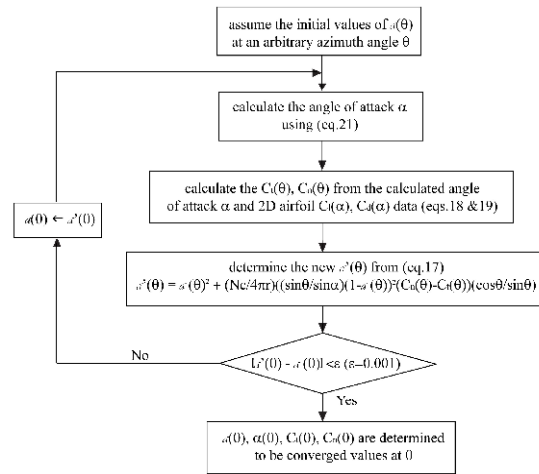 assume the initial values of a(θ)
at an arbitrary azimuth angle θ
calculate the angle of attack α
using (eq.21)
calculate the Ct(θ), Cn(θ) from the calculated angle
of attack α and 2D airfoil Cl(α), Cd(α) data (eqs.18 &19)
a(θ) ← a'(θ)
determine the new a'(θ) from (eq.17)
a'(θ) = a(θ)² + (Nc/4πr)((sinθ/sinα)(1-a(θ))²(Cn(θ)-Ct(θ))(cosθ/sinθ)
No
|a'(θ) - a(θ)|<ε (ε=0.001)
Yes
a(θ), α(θ), Ct(θ), Cn(θ) are determined
to be converged values at θ